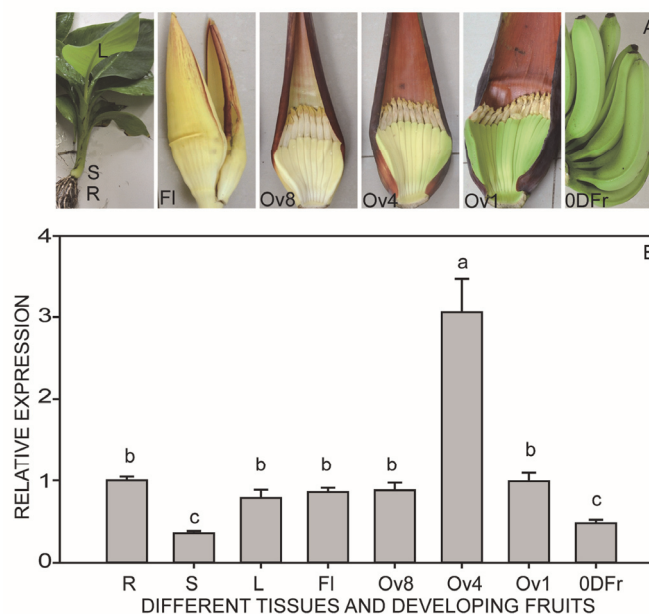 A
L
S
R
Fl
Ov8
Ov4
Ov1
0DFr
B
RELATIVE EXPRESSION
4
3
2
1
0
b
c
b
b
b
a
b
c
R S L Fl Ov8 Ov4 Ov1 0DFr
DIFFERENT TISSUES AND DEVELOPING FRUITS